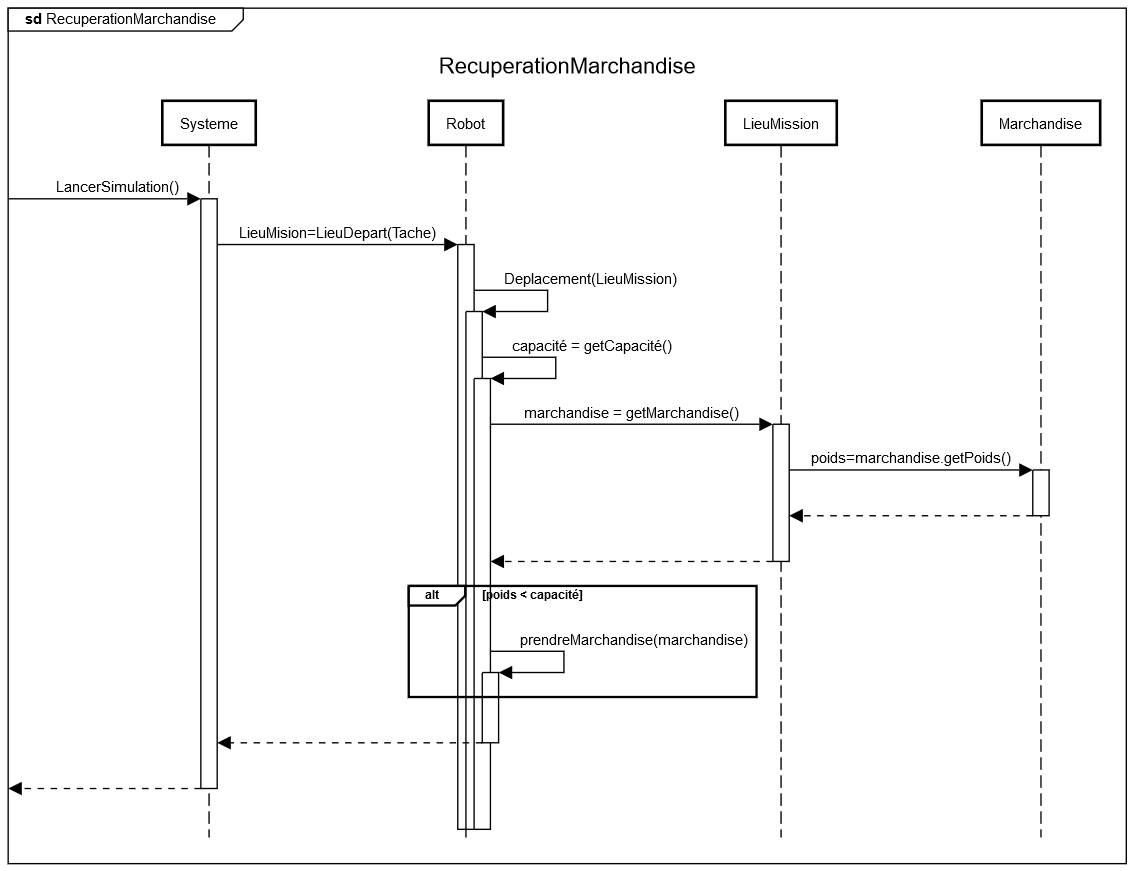 sd RecuperationMarchandise
RecuperationMarchandise
Systeme
Robot
LieuMission
Marchandise
LancerSimulation()
LieuMision=LieuDepart(Tache)
Deplacement(LieuMission)
capacité = getCapacité()
marchandise = getMarchandise()
poids=marchandise.getPoids()
alt
[poids < capacité]
prendreMarchandise(marchandise)